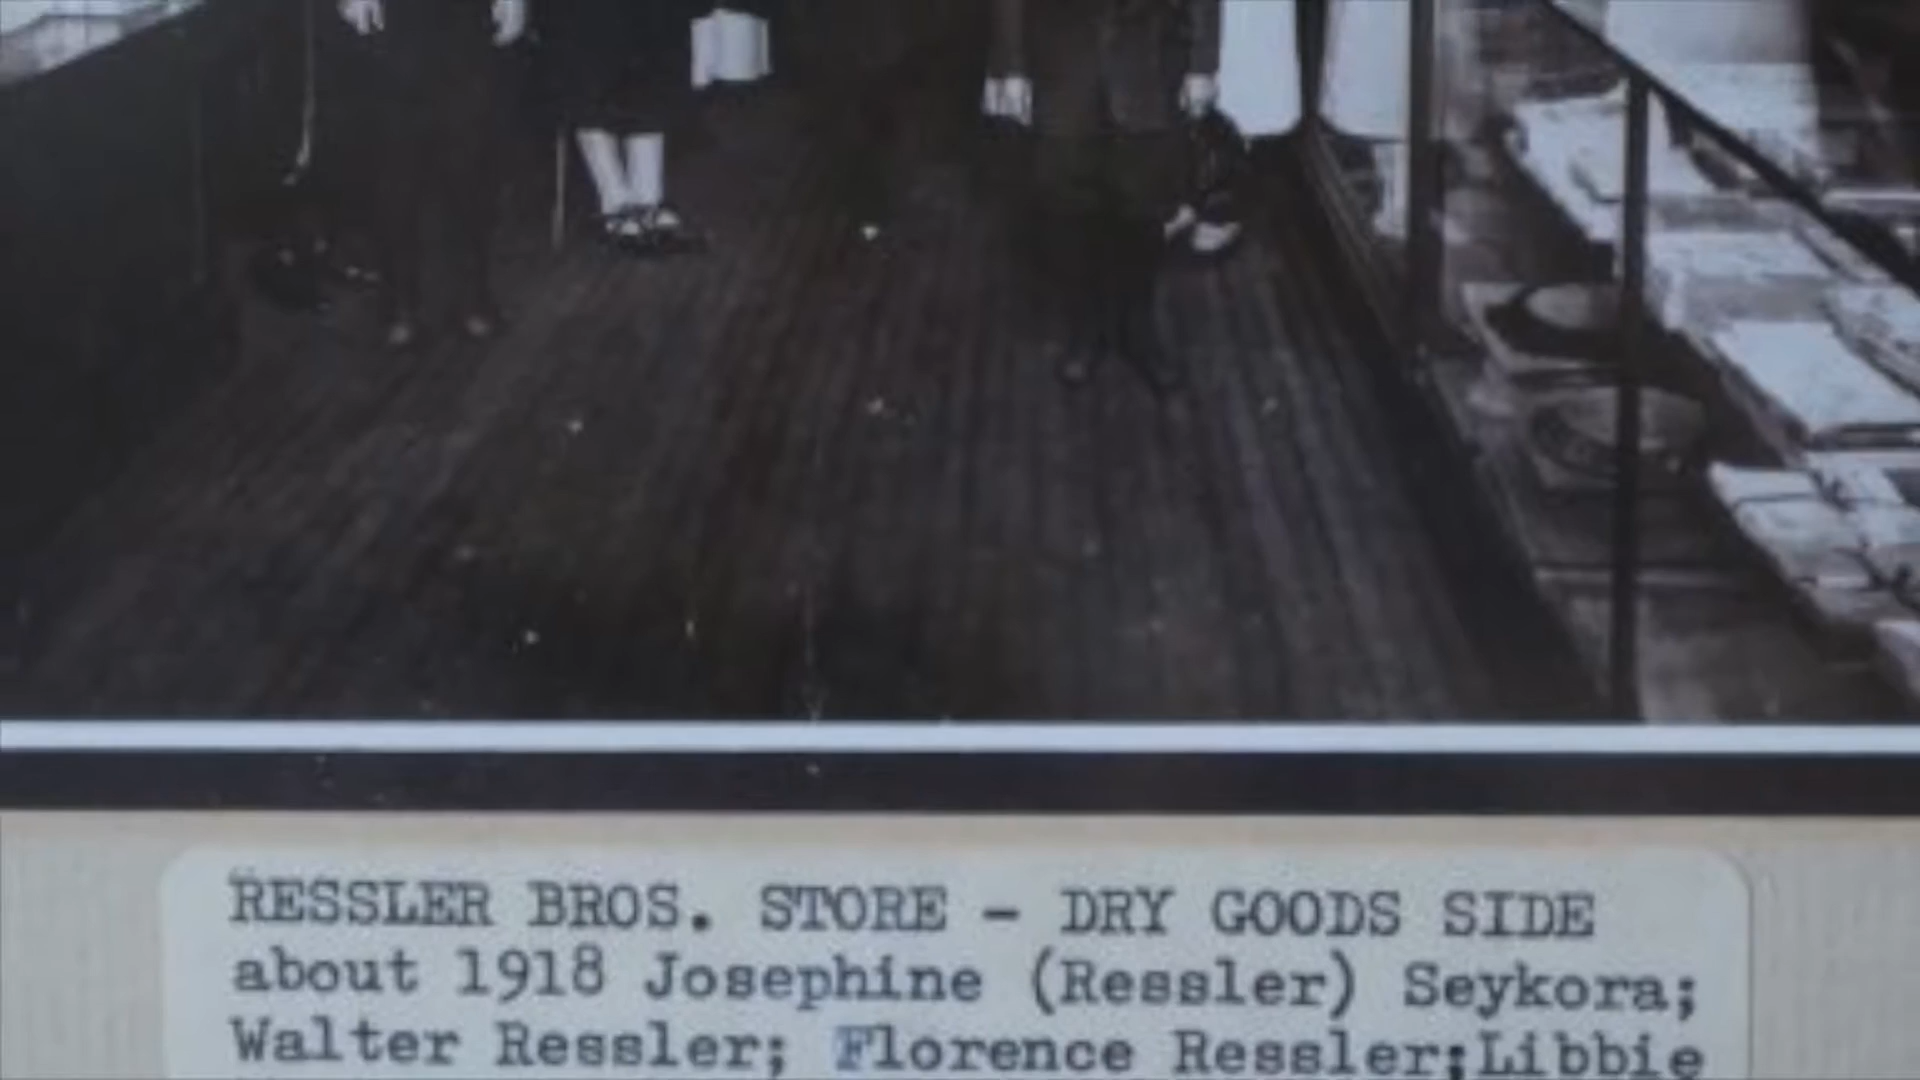 RESSLER BROS. STORE - DRY GOODS SIDE
about 1918 Josephine (Ressler) Seykora;
Walter Ressler; Florence Ressler;Libbie